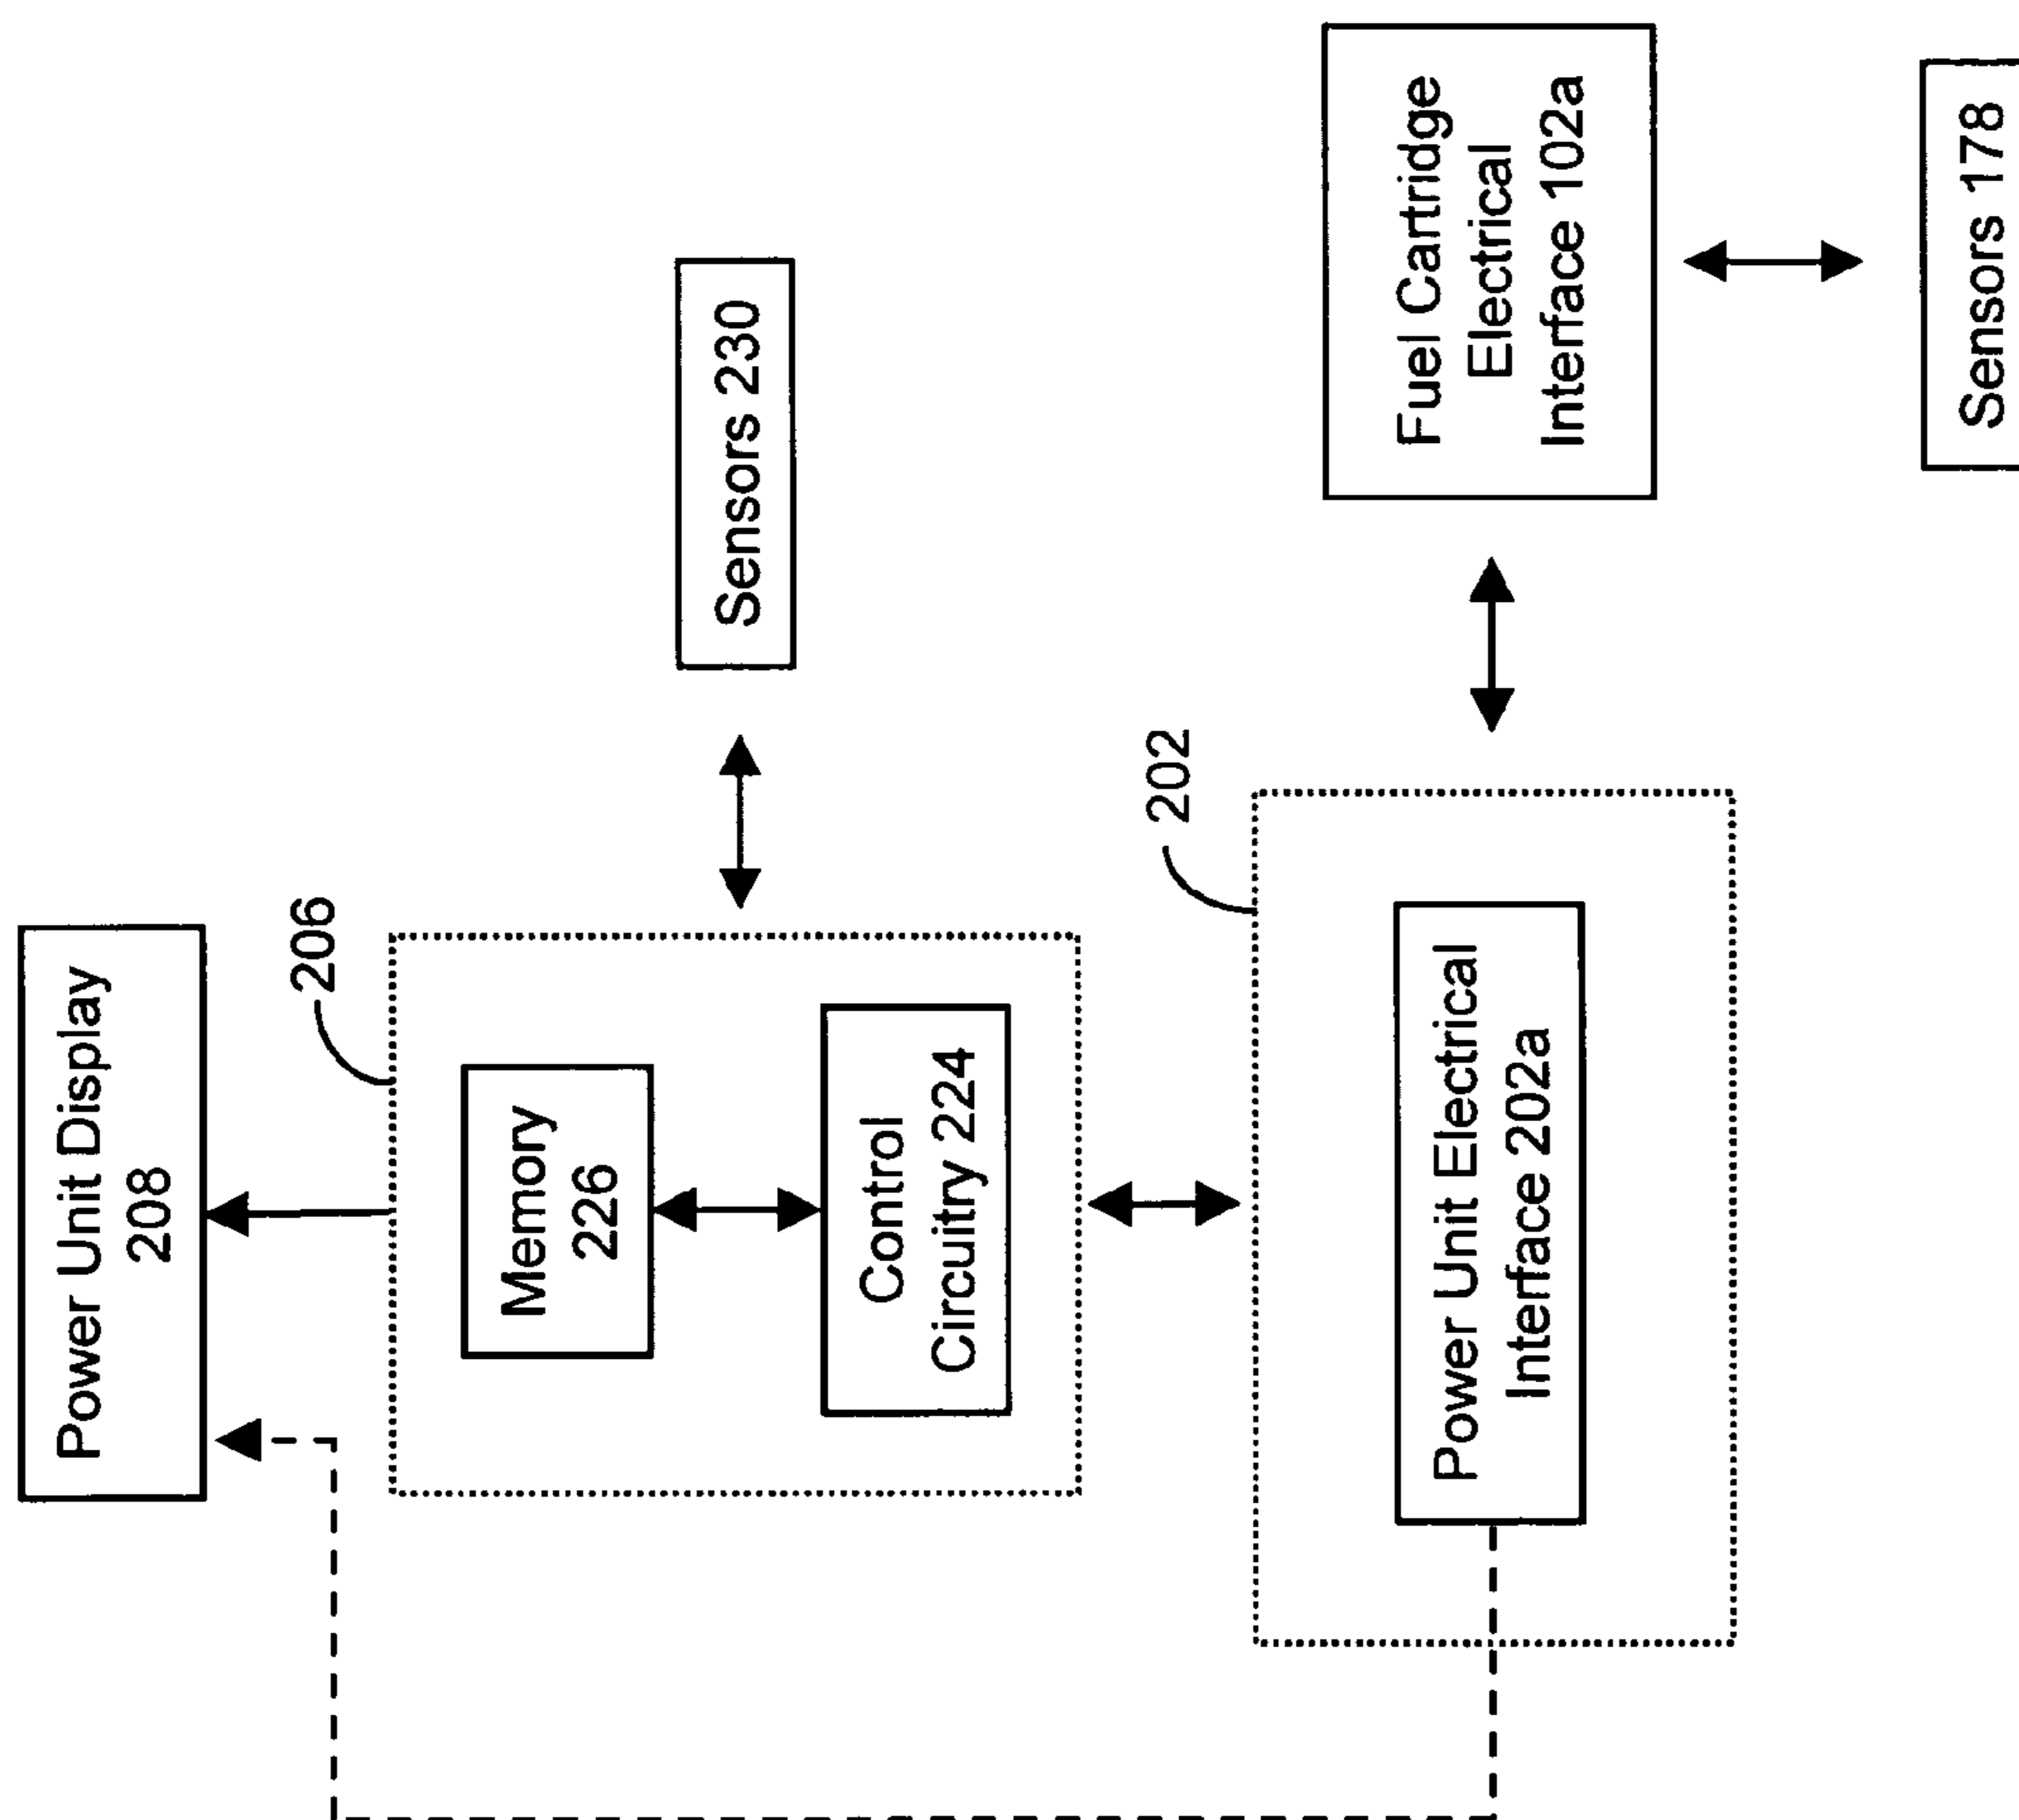 Power Unit Display
208
206
Memory
226
Control
Circuitry 224
Sensors 230
202
Power Unit Electrical
Interface 202a
Fuel Cartridge
Electrical
Interface 102a
Sensors 178